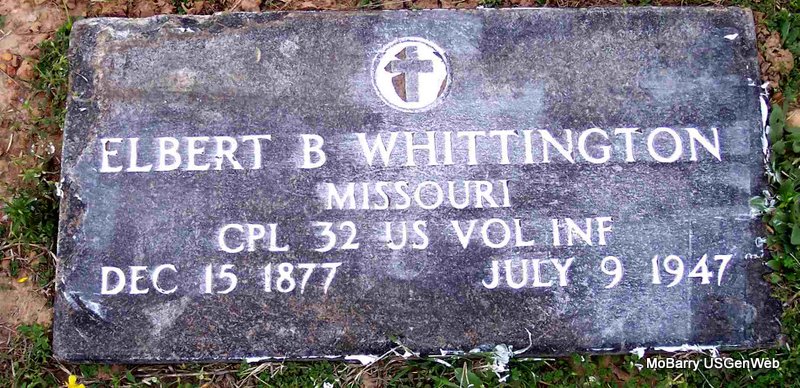 ELBERT B WHITTINGTON
MISSOURI
CPL 32 US VOL INF
DEC 15 1877 JULY 9 1947
MoBarry USGenWeb